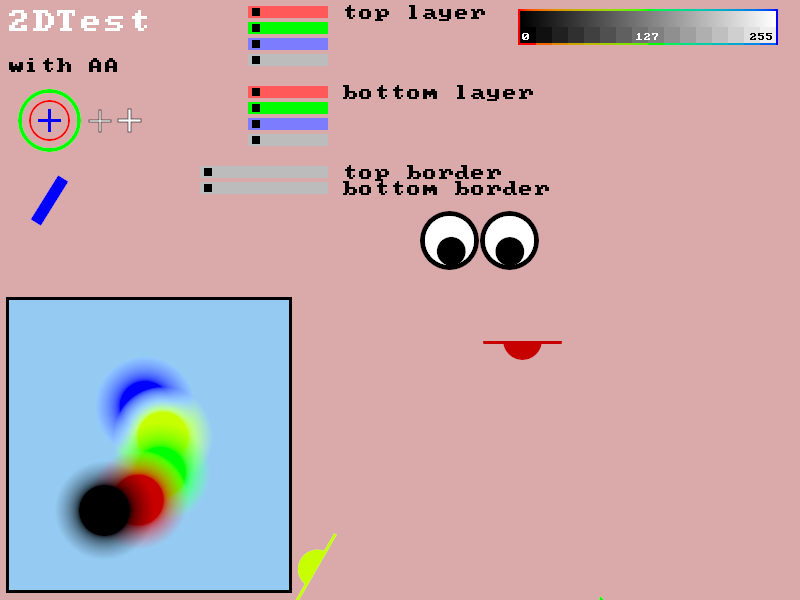 2DTest
with AA
top layer
bottom layer
top border
bottom border
0 127 255